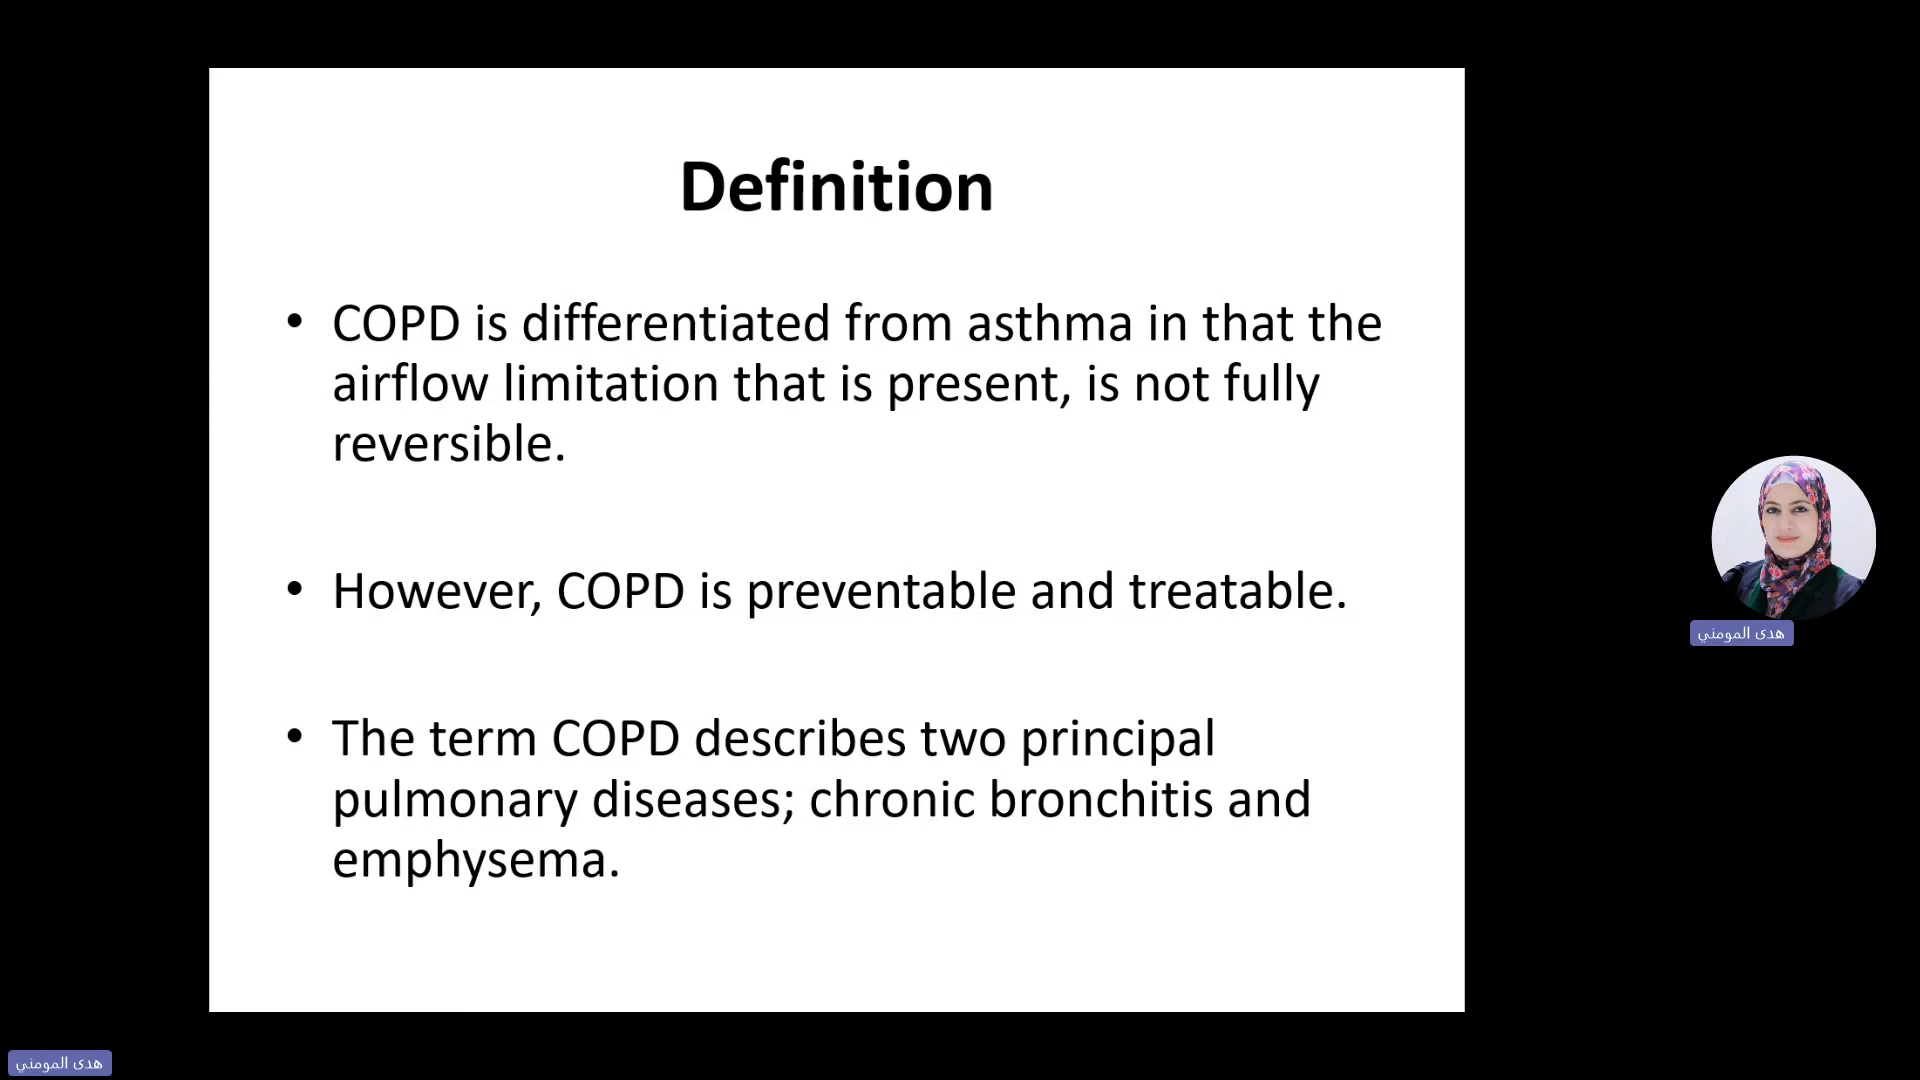 Definition
• COPD is differentiated from asthma in that the
airflow limitation that is present, is not fully
reversible.
• However, COPD is preventable and treatable.
• The term COPD describes two principal
pulmonary diseases; chronic bronchitis and
emphysema.
هدى المومني
هدى المومني